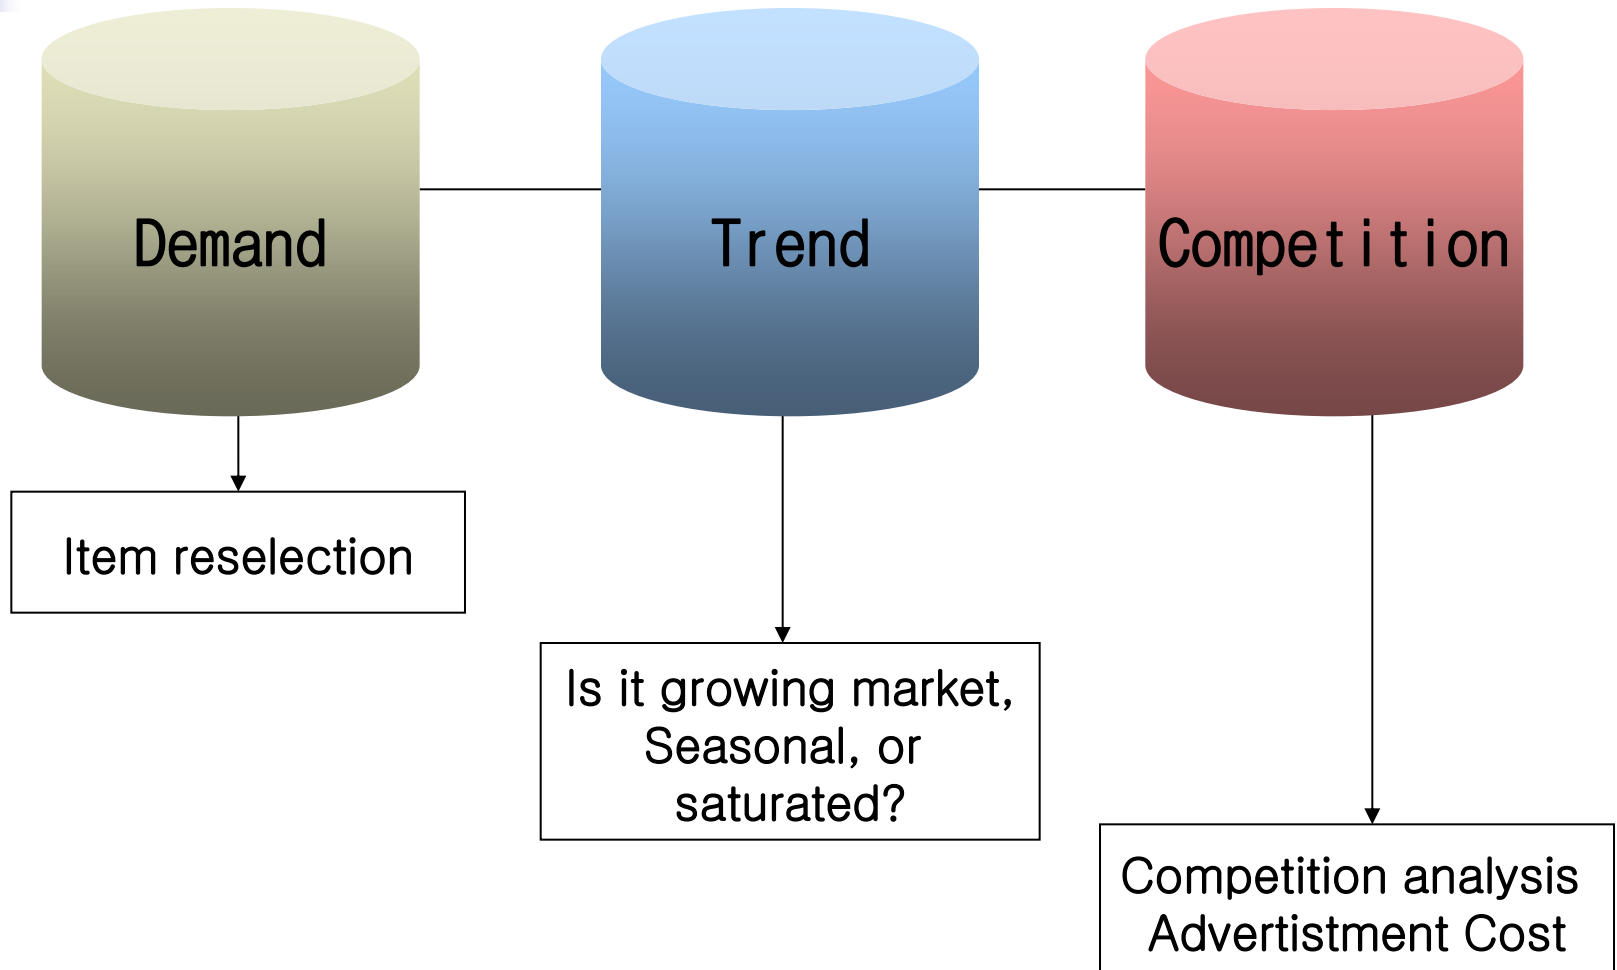 Demand
Trend
Competition
Item reselection
Is it growing market,
Seasonal, or
saturated?
Competition analysis
Advertistment Cost